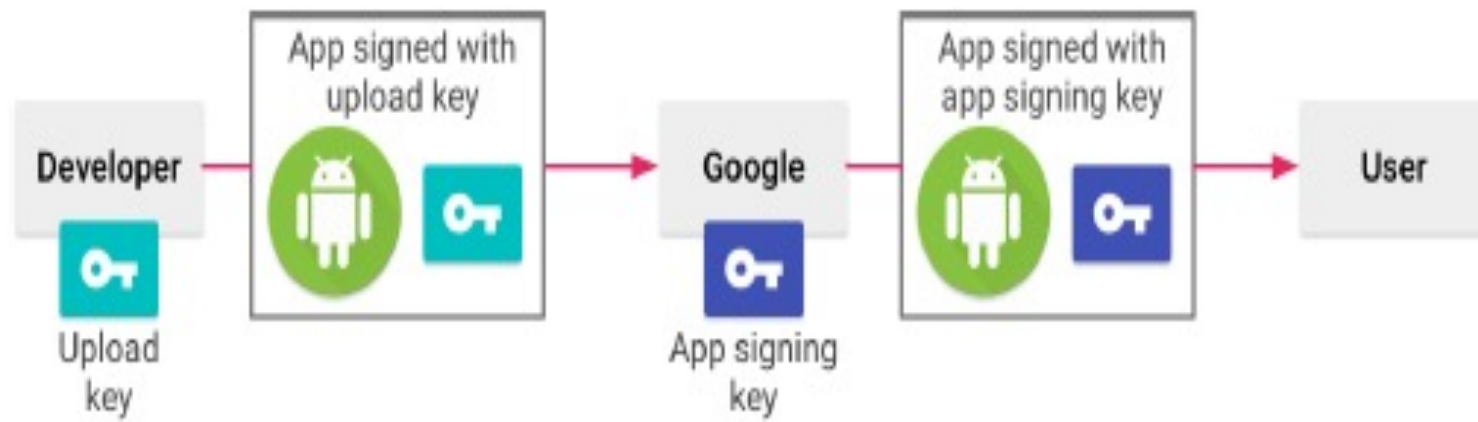 App signed with
upload key
App signed with
app signing key
Developer
Google
User
Upload
key
App signing
key